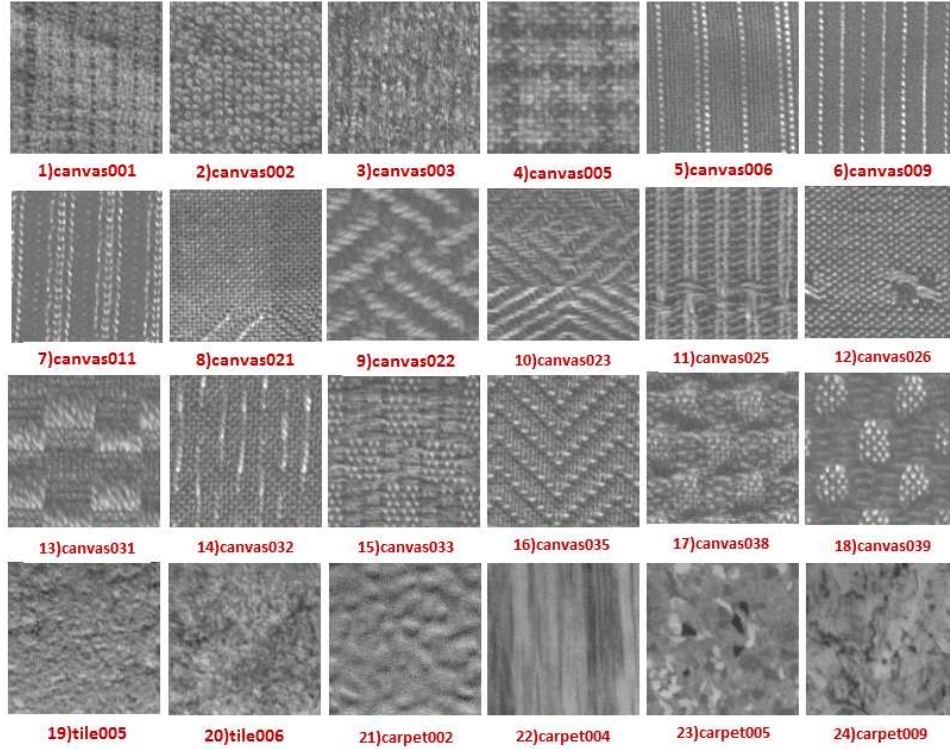 1)canvas001 2)canvas002 3)canvas003 4)canvas005 5)canvas006 6)canvas009
7)canvas011 8)canvas021 9)canvas022 10)canvas023 11)canvas025 12)canvas026
13)canvas031 14)canvas032 15)canvas033 16)canvas035 17)canvas038 18)canvas039
19)tile005 20)tile006 21)carpet002 22)carpet004 23)carpet005 24)carpet009